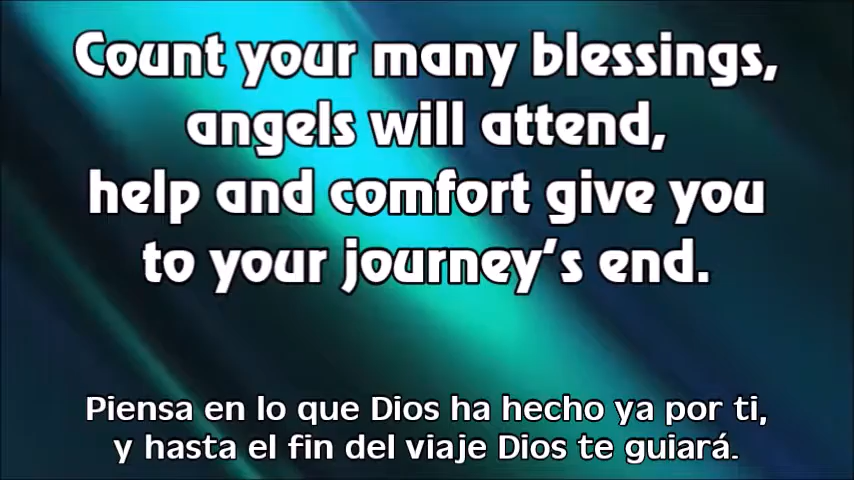 Count your many blessings,
angels will attend,
help and comfort give you
to your journey's end.
Piensa en lo que Dios ha hecho ya por ti,
y hasta el fin del viaje Dios te guiará.